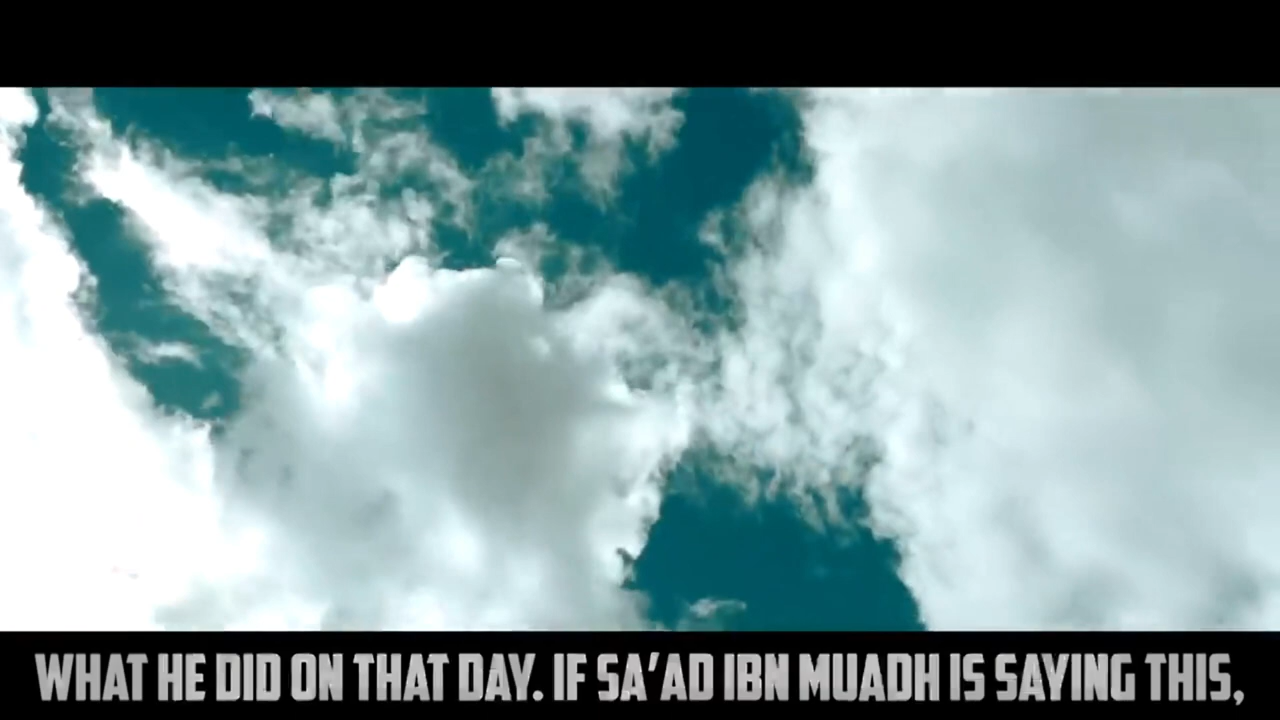 WHAT HE DID ON THAT DAY. IF SA'AD IBN MUADH IS SAYING THIS,